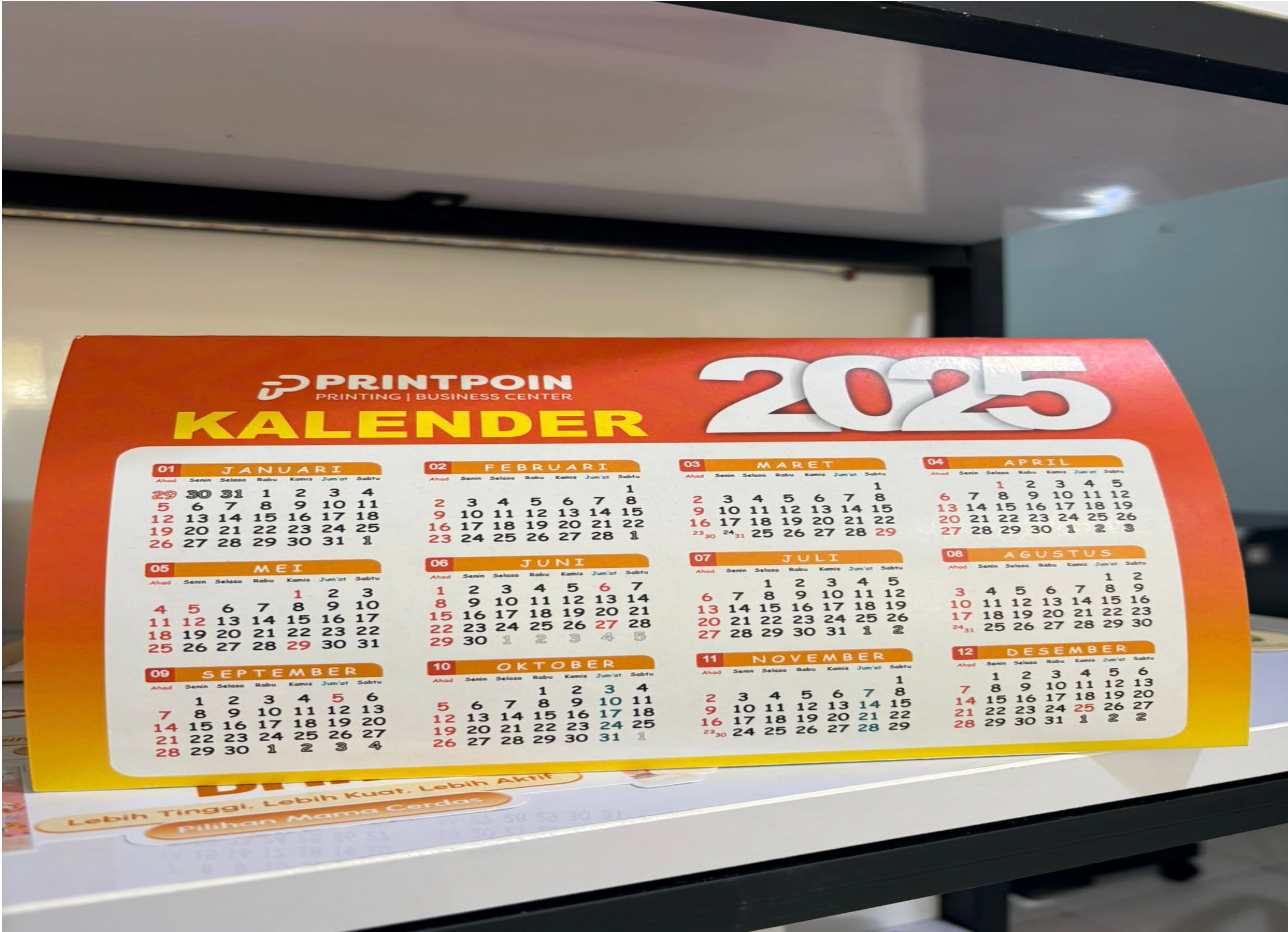 PRINTPOIN
PRINTING | BUSINESS CENTER
KALENDER
2025
01 JANUARI
Ahad Senin Selasa Rabu Kamis Jum'at Sabtu
29 30 31 1 2 3 4
5 6 7 8 9 10 11
12 13 14 15 16 17 18
19 20 21 22 23 24 25
26 27 28 29 30 31 1
02 FEBRUARI
Ahad Senin Selasa Rabu Kamis Jum'at Sabtu
1
2 3 4 5 6 7 8
9 10 11 12 13 14 15
16 17 18 19 20 21 22
23 24 25 26 27 28 1
03 MARET
Ahad Senin Selasa Rabu Kamis Jum'at Sabtu
1
2 3 4 5 6 7 8
9 10 11 12 13 14 15
16 17 18 19 20 21 22
23 30 24 31 25 26 27 28 29
04 APRIL
Ahad Senin Selasa Rabu Kamis Jum'at Sabtu
1 2 3 4 5
6 7 8 9 10 11 12
13 14 15 16 17 18 19
20 21 22 23 24 25 26
27 28 29 30 1 2 3
05 MEI
Ahad Senin Selasa Rabu Kamis Jum'at Sabtu
1 2 3
4 5 6 7 8 9 10
11 12 13 14 15 16 17
18 19 20 21 22 23 22
25 26 27 28 29 30 31
06 JUNI
Ahad Senin Selasa Rabu Kamis Jum'at Sabtu
1 2 3 4 5 6 7
8 9 10 11 12 13 14
15 16 17 18 19 20 21
22 23 24 25 26 27 28
29 30 1 2 3 4 5
07 JULI
Ahad Senin Selasa Rabu Kamis Jum'at Sabtu
1 2 3 4 5
6 7 8 9 10 11 12
13 14 15 16 17 18 19
20 21 22 23 24 25 26
27 28 29 30 31 1 2
08 AGUSTUS
Ahad Senin Selasa Rabu Kamis Jum'at Sabtu
1 2
3 4 5 6 7 8 9
10 11 12 13 14 15 16
17 18 19 20 21 22 23
24 31 25 26 27 28 29 30
09 SEPTEMBER
Ahad Senin Selasa Rabu Kamis Jum'at Sabtu
1 2 3 4 5 6
7 8 9 10 11 12 13
14 15 16 17 18 19 20
21 22 23 24 25 26 27
28 29 30 1 2 3 4
10 OKTOBER
Ahad Senin Selasa Rabu Kamis Jum'at Sabtu
1 2 3 4
5 6 7 8 9 10 11
12 13 14 15 16 17 18
19 20 21 22 23 24 25
26 27 28 29 30 31 1
11 NOVEMBER
Ahad Senin Selasa Rabu Kamis Jum'at Sabtu
1
2 3 4 5 6 7 8
9 10 11 12 13 14 15
16 17 18 19 20 21 22
23 30 24 25 26 27 28 29
12 DESEMBER
Ahad Senin Selasa Rabu Kamis Jum'at Sabtu
1 2 3 4 5 6
7 8 9 10 11 12 13
14 15 16 17 18 19 20
21 22 23 24 25 26 27
28 29 30 31 1 2 2
Lebih Tinggi. Lebih Kuat. Lebih Aktif
Pilihan Mama Cerdas